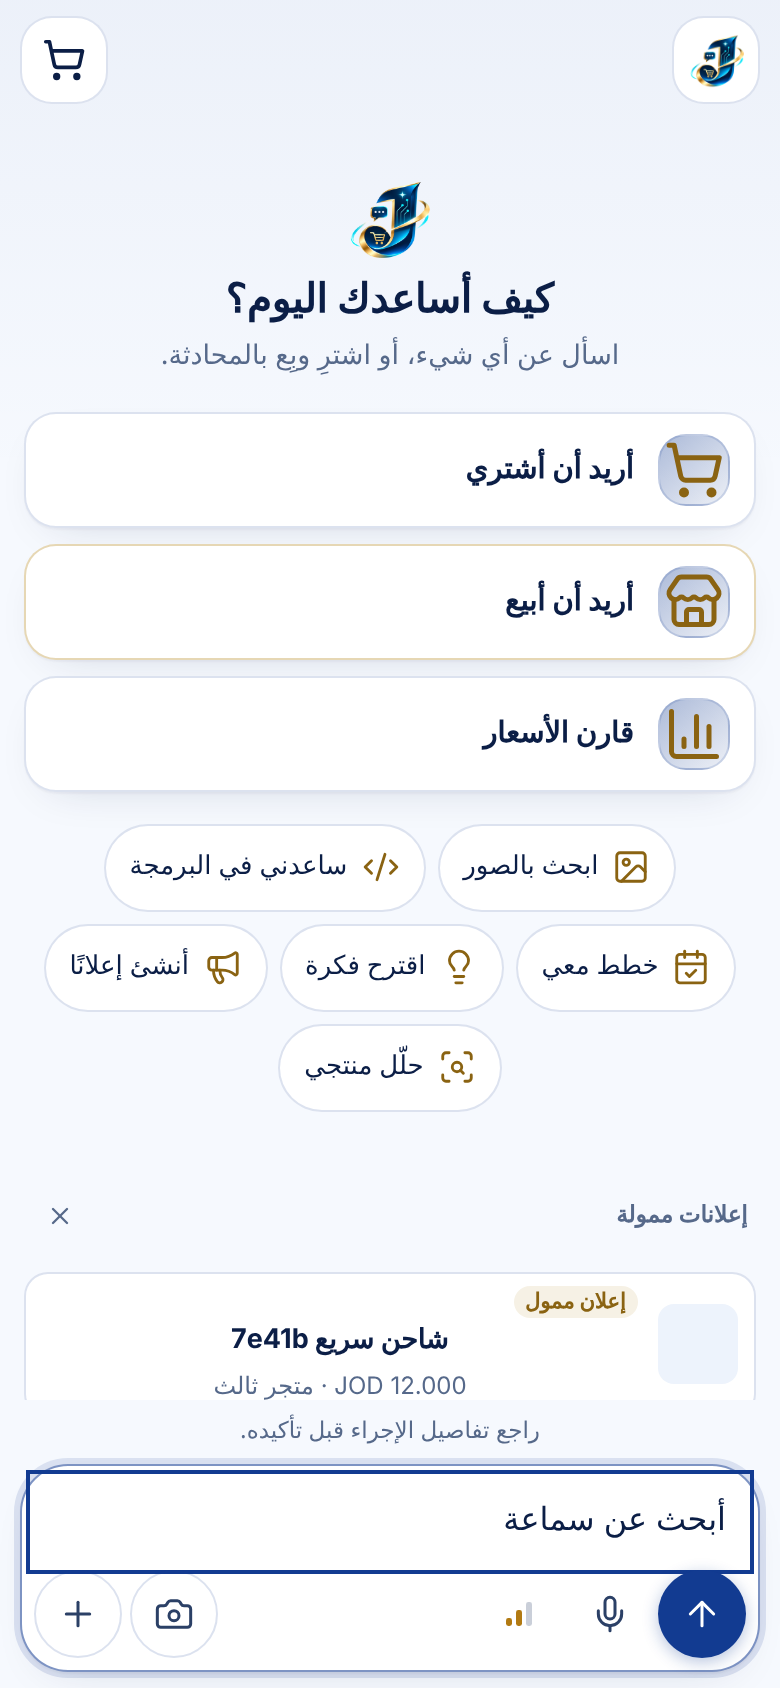 كيف أساعدك اليوم؟
اسأل عن أي شيء، أو اشترِ وبِع بالمحادثة.
أريد أن أشتري
أريد أن أبيع
قارن الأسعار
ابحث بالصور
ساعدني في البرمجة
خطط معي
اقترح فكرة
أنشئ إعلانًا
حلّل منتجي
إعلانات ممولة
إعلان ممول
شاحن سريع 7e41b
JOD 12.000 · متجر ثالث
راجع تفاصيل الإجراء قبل تأكيده.
أبحث عن سماعة